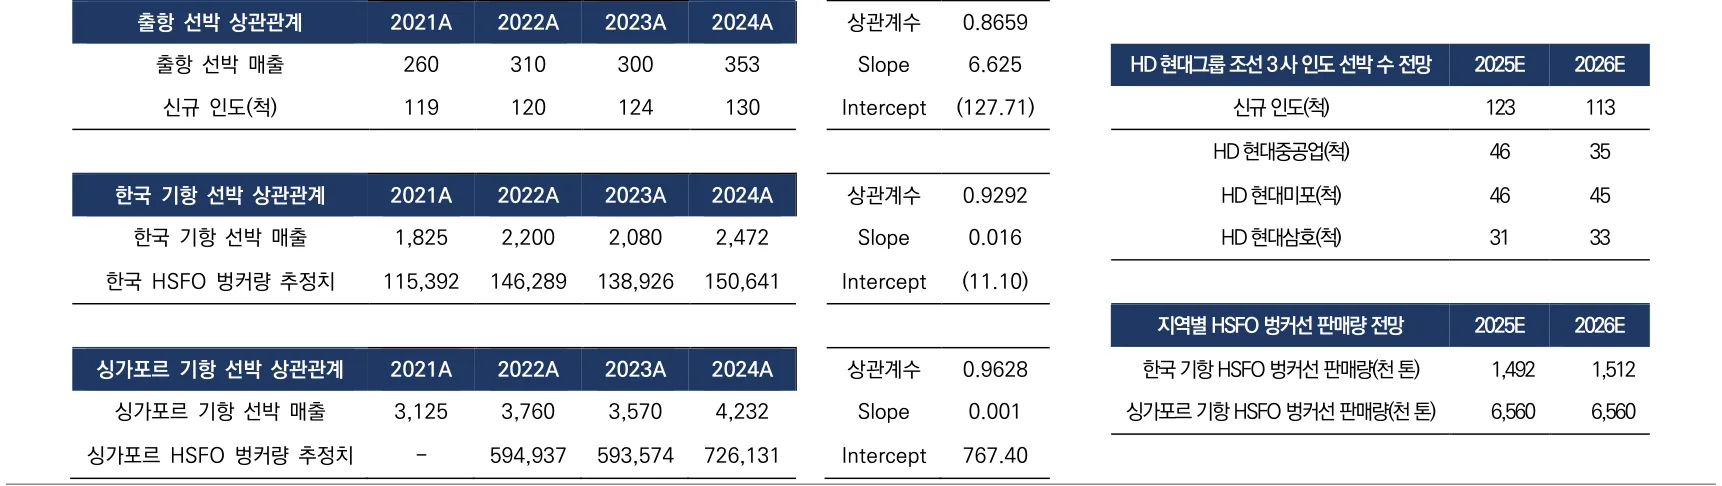 출항 선박 상관관계 2021A 2022A 2023A 2024A
출항 선박 매출 260 310 300 353
신규 인도(척) 119 120 124 130
상관계수 0.8659
Slope 6.625
Intercept (127.71)
한국 기항 선박 상관관계 2021A 2022A 2023A 2024A
한국 기항 선박 매출 1,825 2,200 2,080 2,472
한국 HSFO 벙커량 추정치 115,392 146,289 138,926 150,641
상관계수 0.9292
Slope 0.016
Intercept (11.10)
싱가포르 기항 선박 상관관계 2021A 2022A 2023A 2024A
싱가포르 기항 선박 매출 3,125 3,760 3,570 4,232
싱가포르 HSFO 벙커량 추정치 - 594,937 593,574 726,131
상관계수 0.9628
Slope 0.001
Intercept 767.40
HD 현대그룹 조선 3사 인도 선박 수 전망 2025E 2026E
신규 인도(척) 123 113
HD 현대중공업(척) 46 35
HD 현대미포(척) 46 45
HD 현대삼호(척) 31 33
지역별 HSFO 벙커선 판매량 전망 2025E 2026E
한국 기항 HSFO 벙커선 판매량(천 톤) 1,492 1,512
싱가포르 기항 HSFO 벙커선 판매량(천 톤) 6,560 6,560